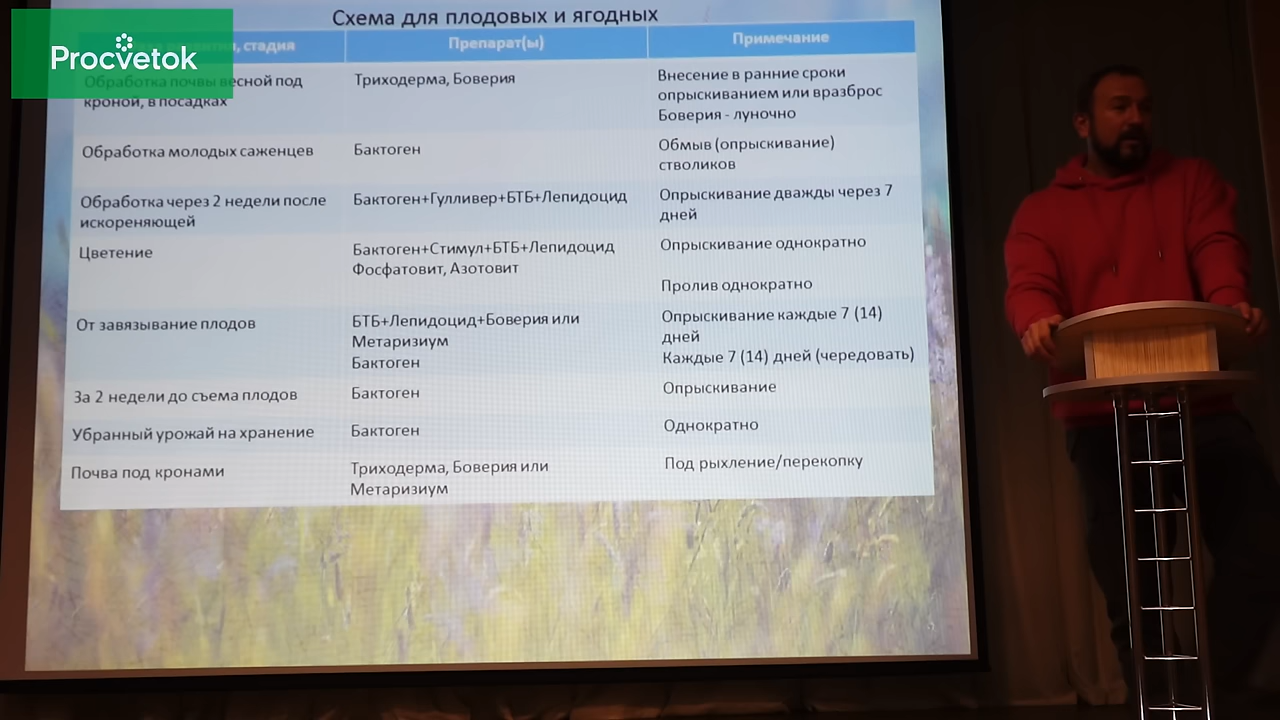 Procvetok
Схема для плодовых и ягодных
стадия
Препарат(ы)
Примечание
Обработка почвы весной под
кроной, в посадках
Триходерма, Боверия
Внесение в ранние сроки
опрыскиванием или вразброс
Боверия - луночно
Обработка молодых саженцев
Бактоген
Обмыв (опрыскивание)
стволиков
Обработка через 2 недели после
искореняющей
Бактоген+Гулливер+БТБ+Лепидоцид
Опрыскивание дважды через 7
дней
Цветение
Бактоген+Стимул+БТБ+Лепидоцид
Фосфатовит, Азотовит
Опрыскивание однократно
Пролив однократно
От завязывание плодов
БТБ+Лепидоцид+Боверия или
Метаризиум
Бактоген
Опрыскивание каждые 7 (14)
дней
Каждые 7 (14) дней (чередовать)
За 2 недели до съема плодов
Бактоген
Опрыскивание
Убранный урожай на хранение
Бактоген
Однократно
Почва под кронами
Триходерма, Боверия или
Метаризиум
Под рыхление/перекопку